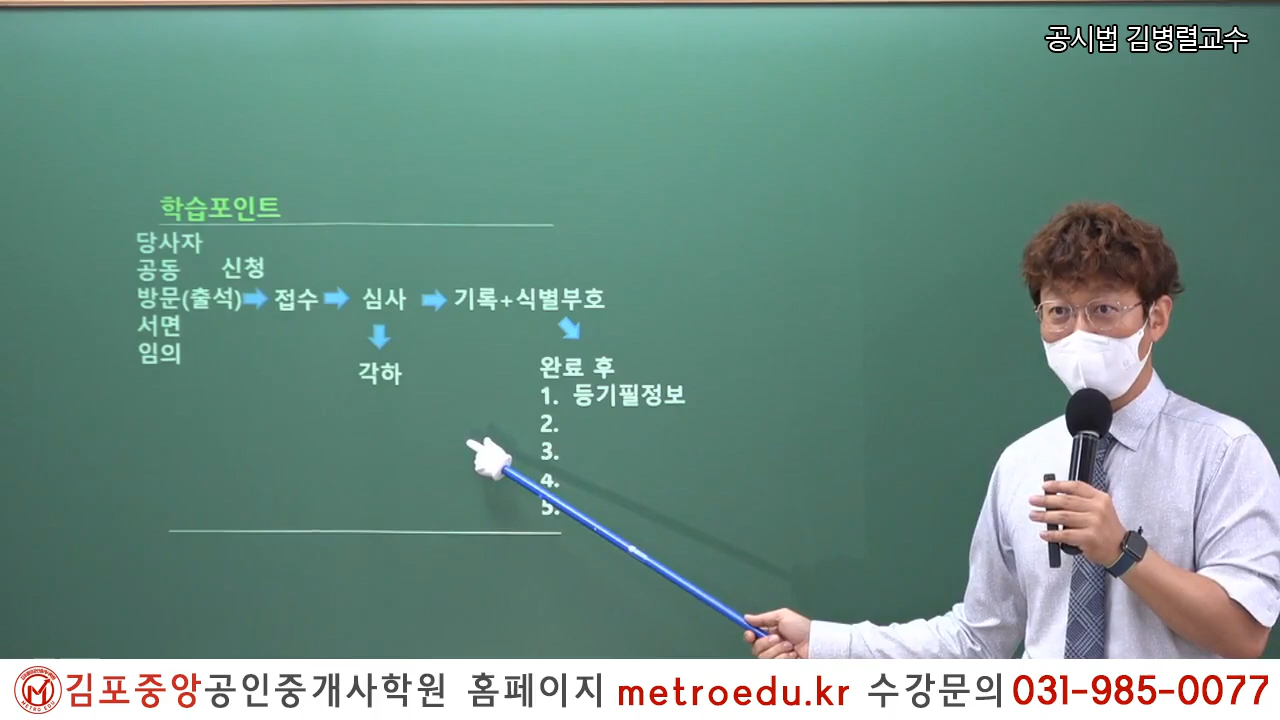 공시법 김병렬교수
학습포인트
당사자
공동 신청
방문(출석) 접수 심사 기록+식별부호
서면
임의
각하
완료 후
1. 등기필정보
2.
3.
4.
5.
METRO EDU
김포중앙공인중개사학원 홈페이지 metroedu.kr 수강문의 031-985-0077